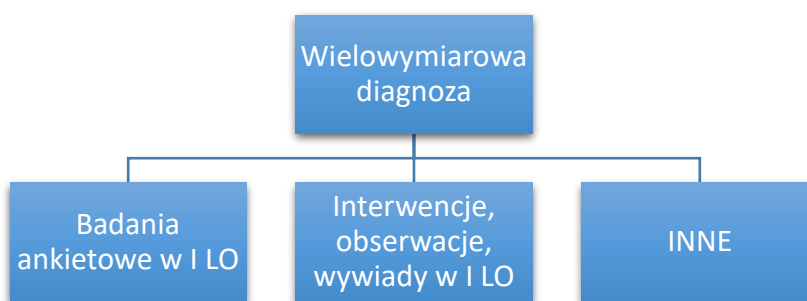 Wielowymiarowa
diagnoza
Badania
ankietowe w I LO
Interwencje,
obserwacje,
wywiady w I LO
INNE